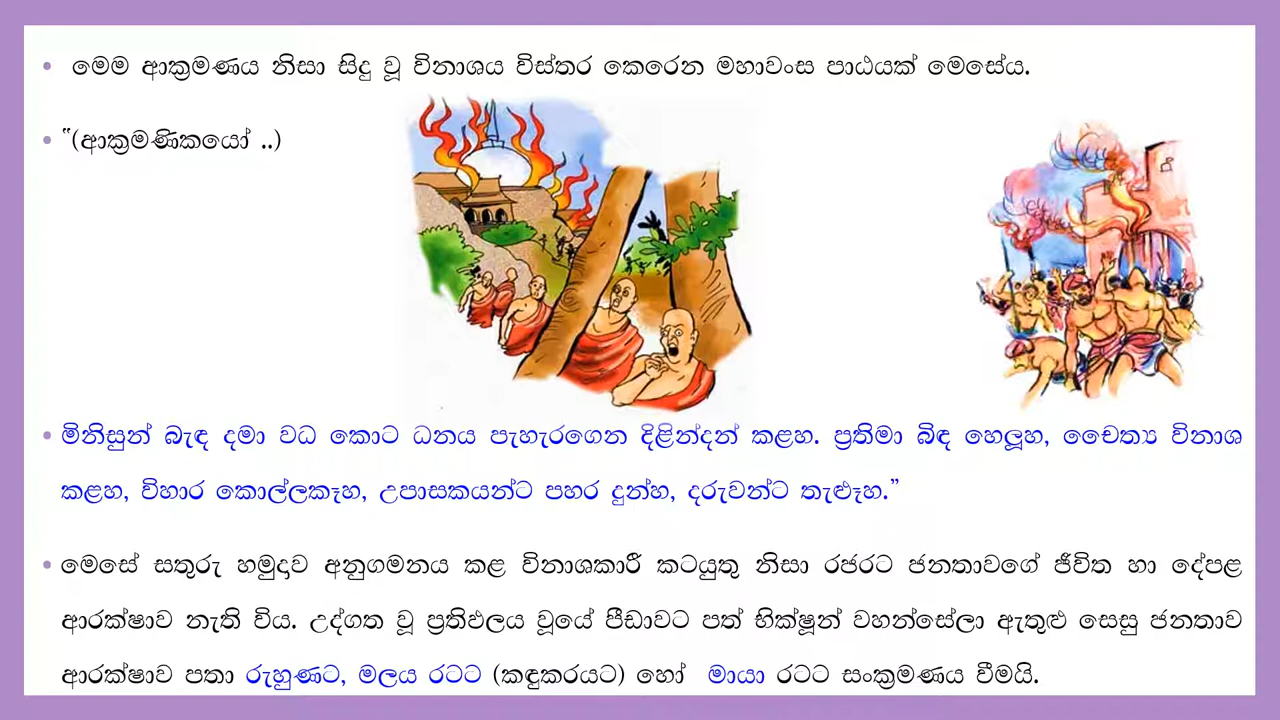 • මෙම ආක්‍රමණය නිසා සිදු වූ විනාශය විස්තර කෙරෙන මහාවංස පාඨයක් මෙසේය.
• “(ආක්‍රමණිකයෝ ..)
• මිනිසුන් බැඳ දමා වධ කොට ධනය පැහැරගෙන දිළින්දන් කළහ. ප්‍රතිමා බිඳ හෙලූහ, චෛත්‍ය විනාශ
කළහ, විහාර කොල්ලකෑහ, උපාසකයන්ට පහර දුන්හ, දරුවන්ට තැළූෑහ.”
• මෙසේ සතුරු හමුදාව අනුගමනය කළ විනාශකාරී කටයුතු නිසා රජරට ජනතාවගේ ජීවිත හා දේපළ
ආරක්ෂාව නැති විය. උද්ගත වූ ප්‍රතිඵලය වූයේ පීඩාවට පත් භික්ෂූන් වහන්සේලා ඇතුළු සෙසු ජනතාව
ආරක්ෂාව පතා රුහුණට, මලය රටට (කඳුකරයට) හෝ මායා රටට සංක්‍රමණය වීමයි.